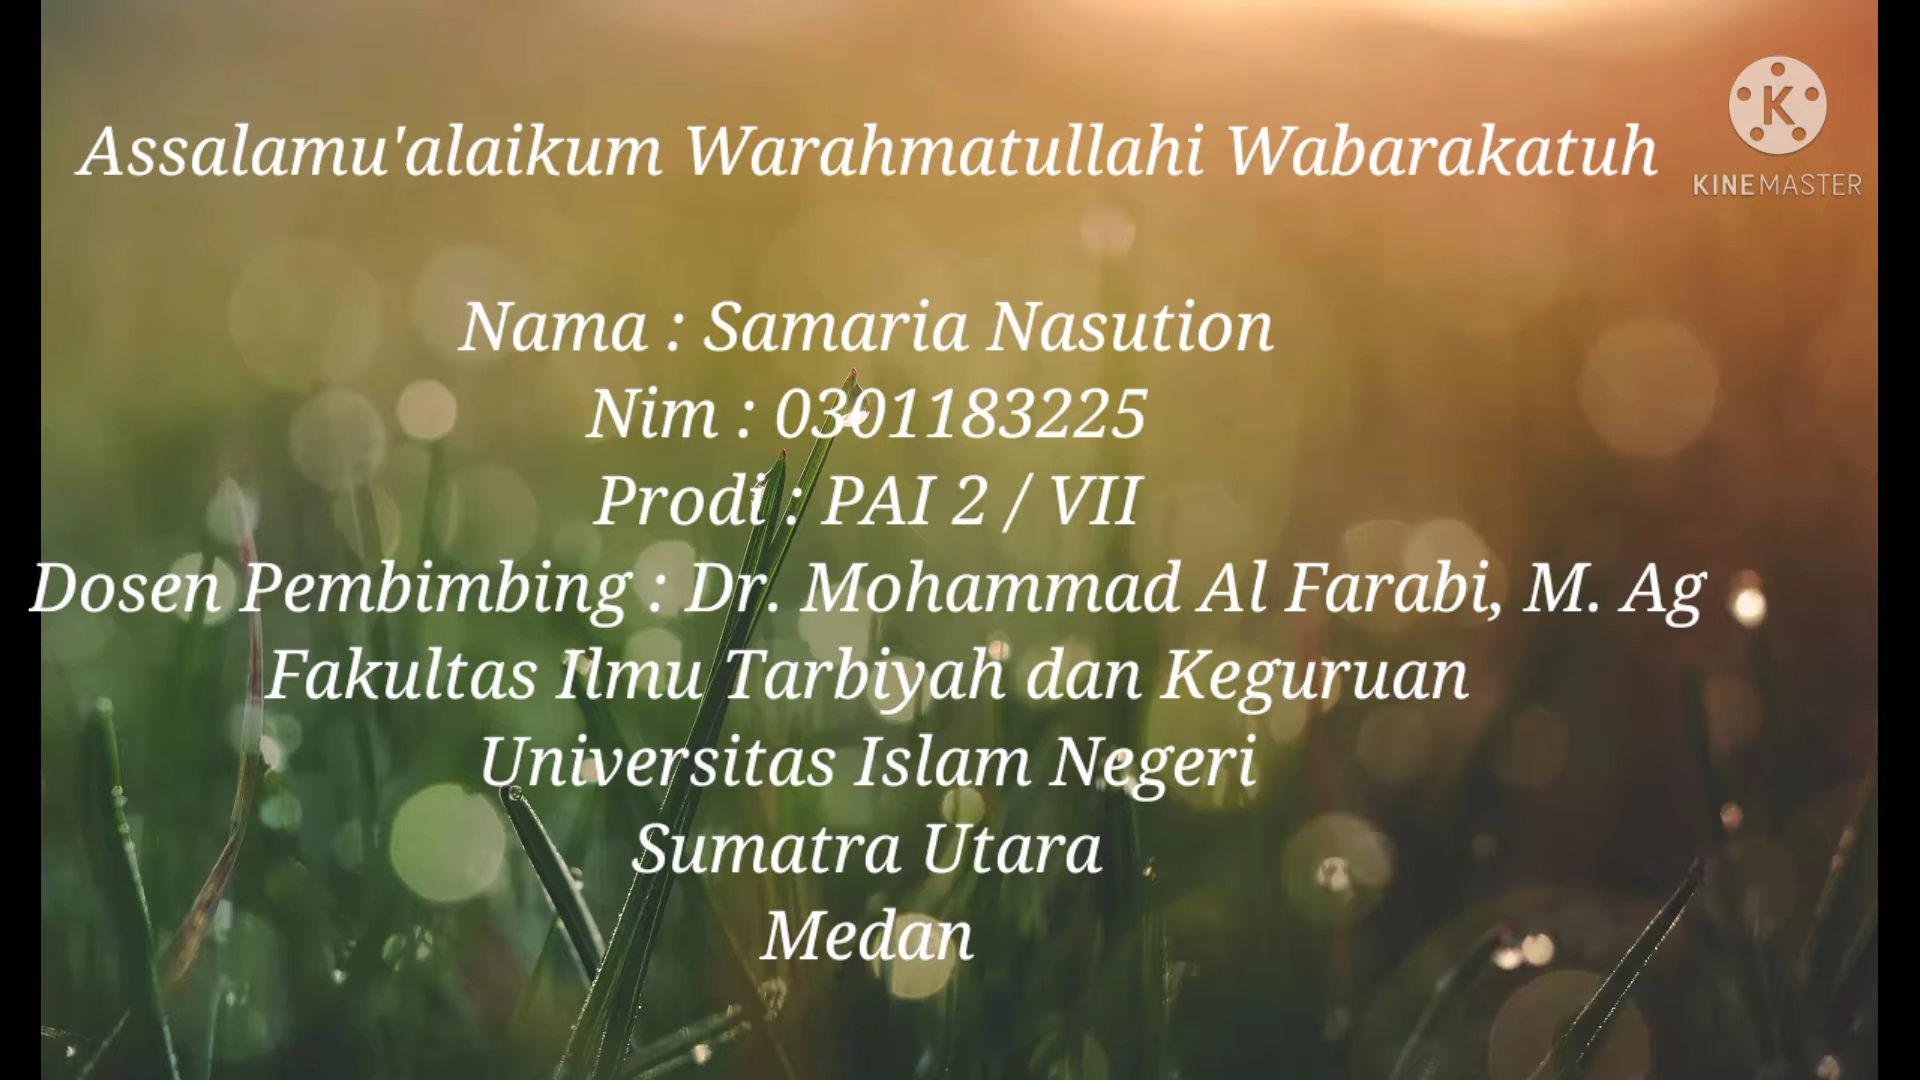 Assalamu'alaikum Warahmatullahi Wabarakatuh
K
KINEMASTER
Nama : Samaria Nasution
Nim : 0301183225
Prodi : PAI 2 / VII
Dosen Pembimbing : Dr. Mohammad Al Farabi, M. Ag
Fakultas Ilmu Tarbiyah dan Keguruan
Universitas Islam Negeri
Sumatra Utara
Medan